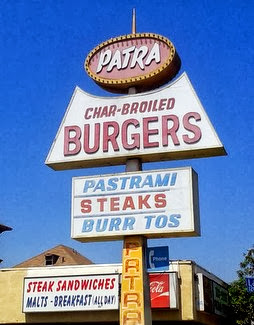 PATRA
CHAR-BROILED
BURGERS
PASTRAMI
STEAKS
BURR TOS
Phone
PATRA
STEAK SANDWICHES
MALTS - BREAKFAST (ALL DAY)
Coca-Cola